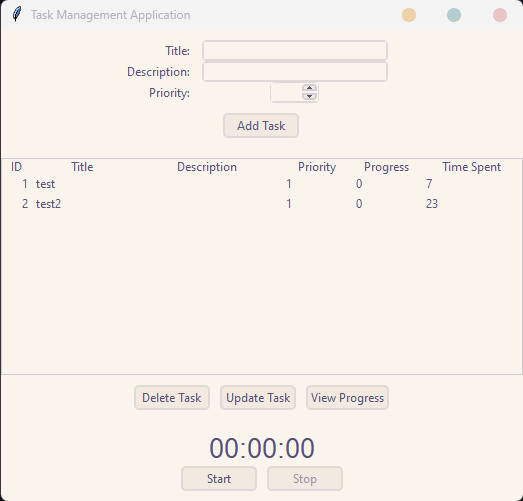 Task Management Application
Title:
Description:
Priority:
Add Task
ID Title Description Priority Progress Time Spent
1 test 1 0 7
2 test2 1 0 23
Delete Task Update Task View Progress
00:00:00
Start Stop